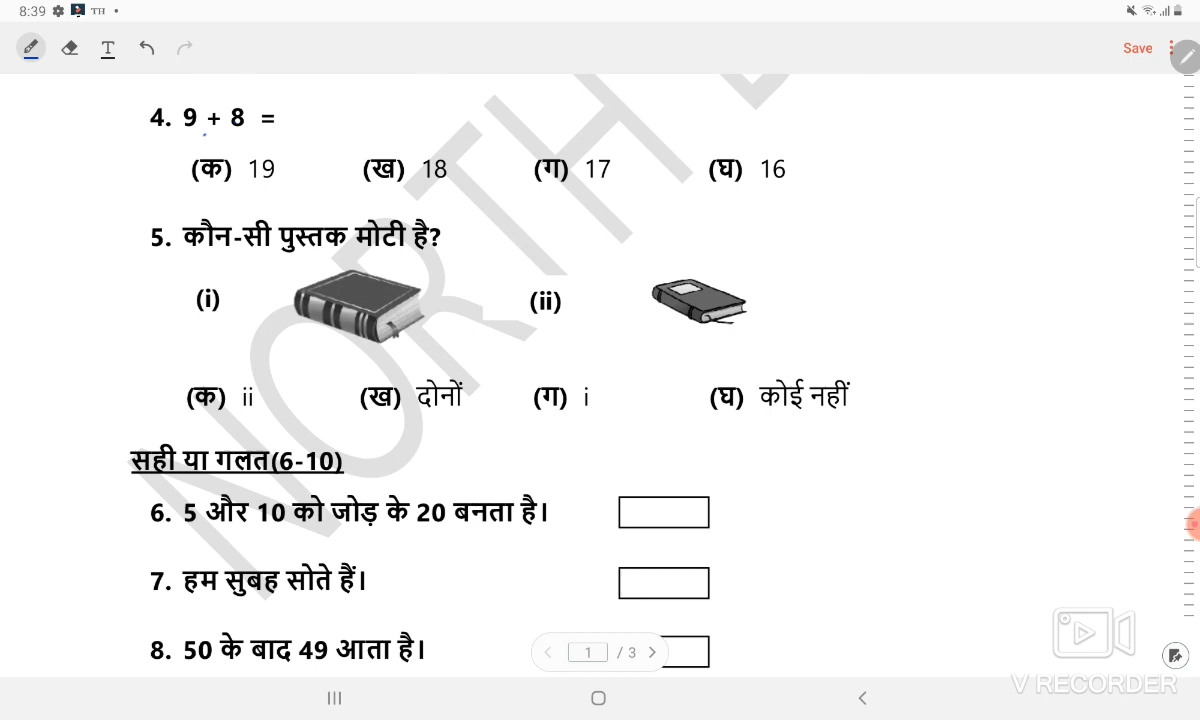 8:39 TH
Save
4. 9 + 8 =
(क) 19 (ख) 18 (ग) 17 (घ) 16
5. कौन-सी पुस्तक मोटी है?
(i) (ii)
(क) ii (ख) दोनों (ग) i (घ) कोई नहीं
सही या गलत(6-10)
6. 5 और 10 को जोड़ के 20 बनता है।
7. हम सुबह सोते हैं।
8. 50 के बाद 49 आता है।
1 / 3
NORTH
V RECORDER